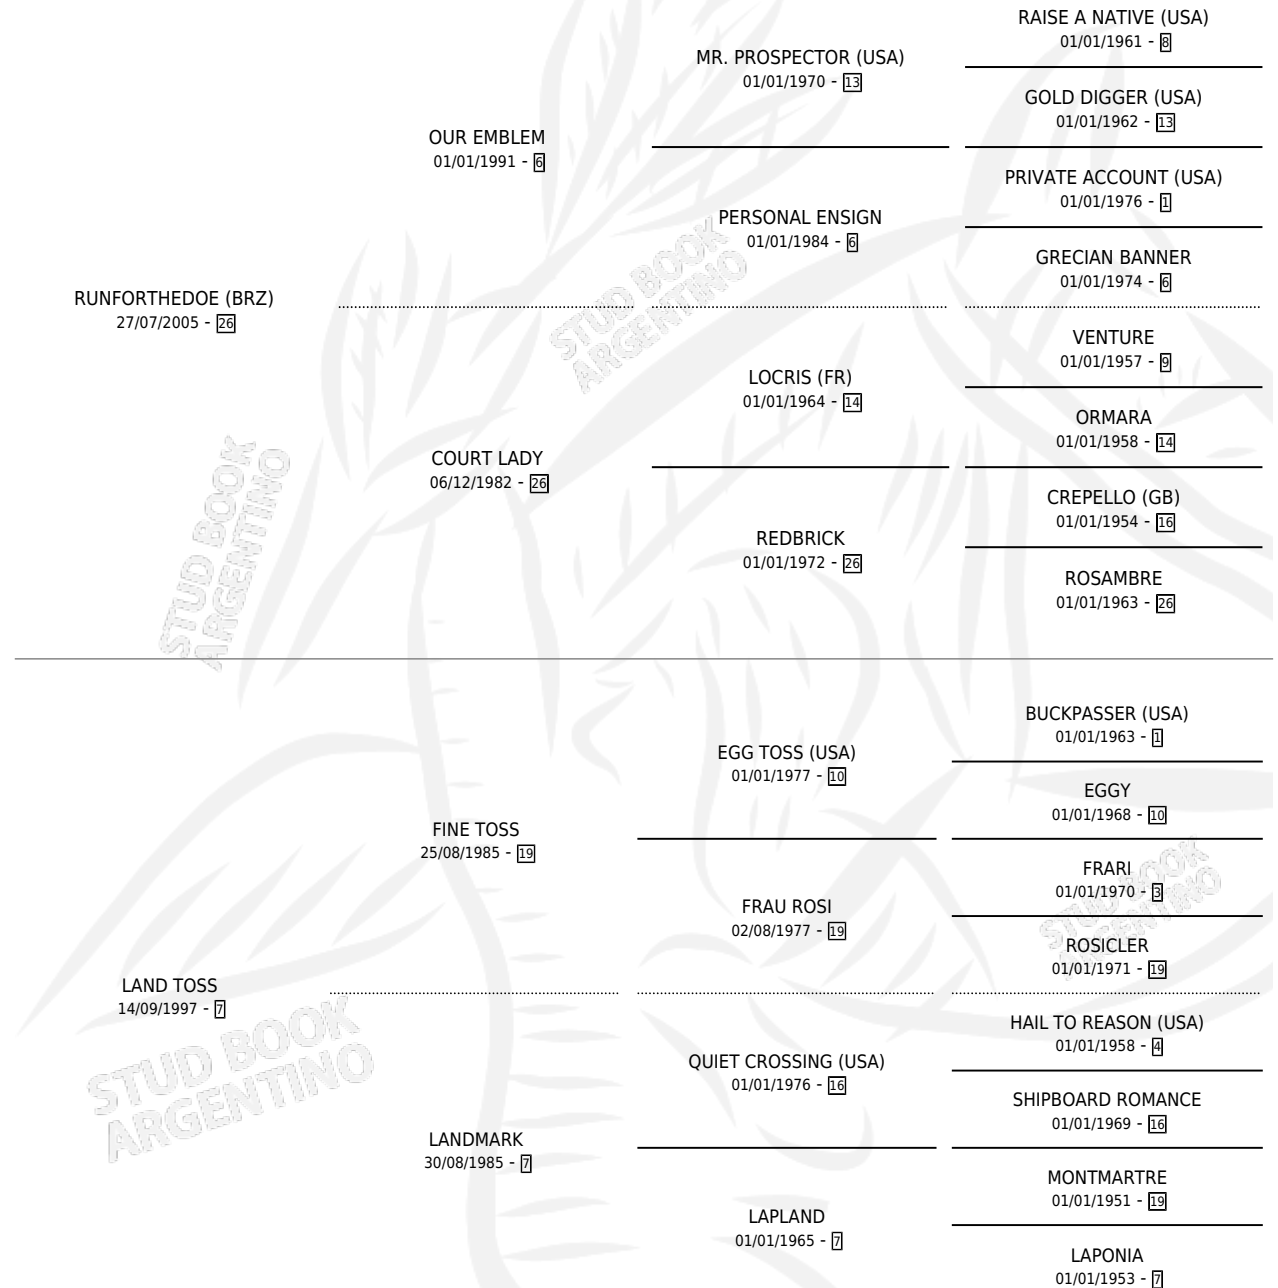 RAISE A NATIVE (USA)
01/01/1961 - 8
MR. PROSPECTOR (USA)
01/01/1970 - 13
GOLD DIGGER (USA)
01/01/1962 - 13
OUR EMBLEM
01/01/1991 - 6
PRIVATE ACCOUNT (USA)
01/01/1976 - 1
PERSONAL ENSIGN
01/01/1984 - 6
GRECIAN BANNER
01/01/1974 - 6
RUNFORTHEDOE (BRZ)
27/07/2005 - 26
STUD BOOK
ARGENTINO
VENTURE
01/01/1957 - 9
LOCRIS (FR)
01/01/1964 - 14
ORMARA
01/01/1958 - 14
COURT LADY
06/12/1982 - 26
CREPELLO (GB)
01/01/1954 - 16
REDBRICK
01/01/1972 - 26
ROSAMBRE
01/01/1963 - 26
STUD BOOK
ARGENTINO
BUCKPASSER (USA)
01/01/1963 - 1
EGG TOSS (USA)
01/01/1977 - 10
EGGY
01/01/1968 - 10
FINE TOSS
25/08/1985 - 19
FRARI
01/01/1970 - 3
FRAU ROSI
02/08/1977 - 19
STUD BOOK
ARGENTINO
ROSICLER
01/01/1971 - 19
LAND TOSS
14/09/1997 - 7
HAIL TO REASON (USA)
01/01/1958 - 4
QUIET CROSSING (USA)
01/01/1976 - 16
STUD BOOK
ARGENTINO
SHIPBOARD ROMANCE
01/01/1969 - 16
LANDMARK
30/08/1985 - 7
MONTMARTRE
01/01/1951 - 19
LAPLAND
01/01/1965 - 7
LAPONIA
01/01/1953 - 7